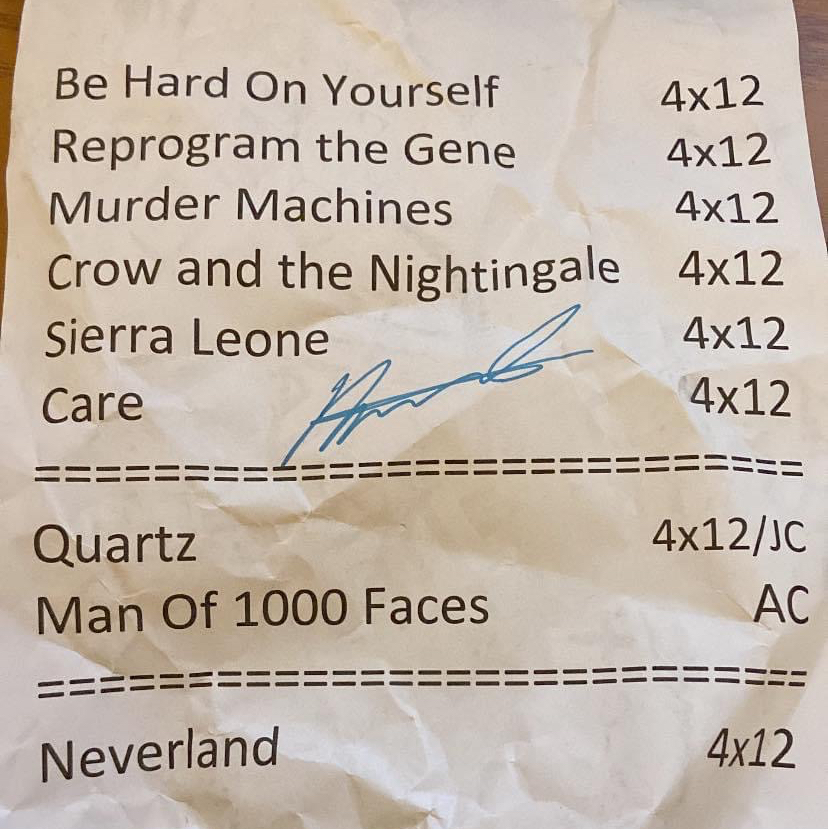 Be Hard On Yourself 4x12
Reprogram the Gene 4x12
Murder Machines 4x12
Crow and the Nightingale 4x12
Sierra Leone 4x12
Care 4x12
==========================
Quartz 4x12/JC
Man Of 1000 Faces AC
==========================
Neverland 4x12